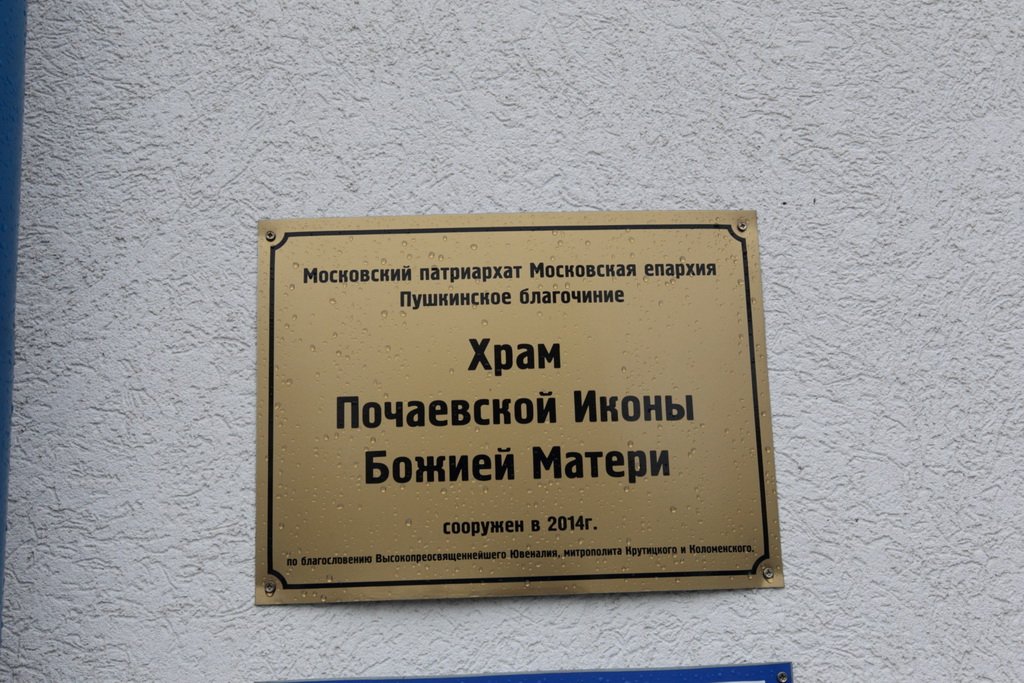 Московский патриархат Московская епархия
Пушкинское благочиние
Храм
Почаевской Иконы
Божией Матери
сооружен в 2014г.
по благословению Высокопреосвященнейшего Ювеналия, митрополита Крутицкого и Коломенского.